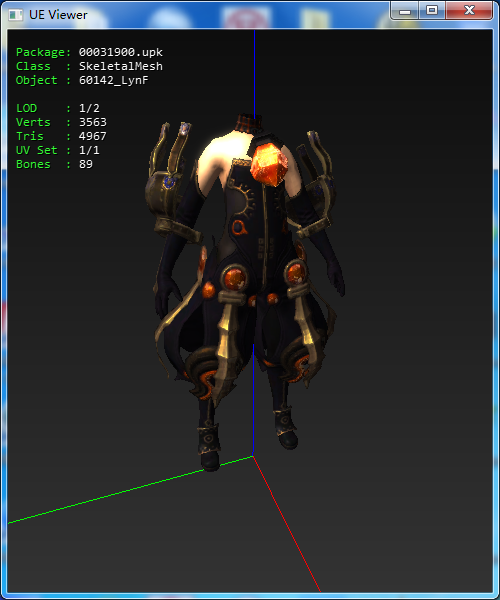 UE Viewer
Package: 00031900.upk
Class : SkeletalMesh
Object : 60142_LynF
LOD : 1/2
Verts : 3563
Tris : 4967
UV Set : 1/1
Bones : 89